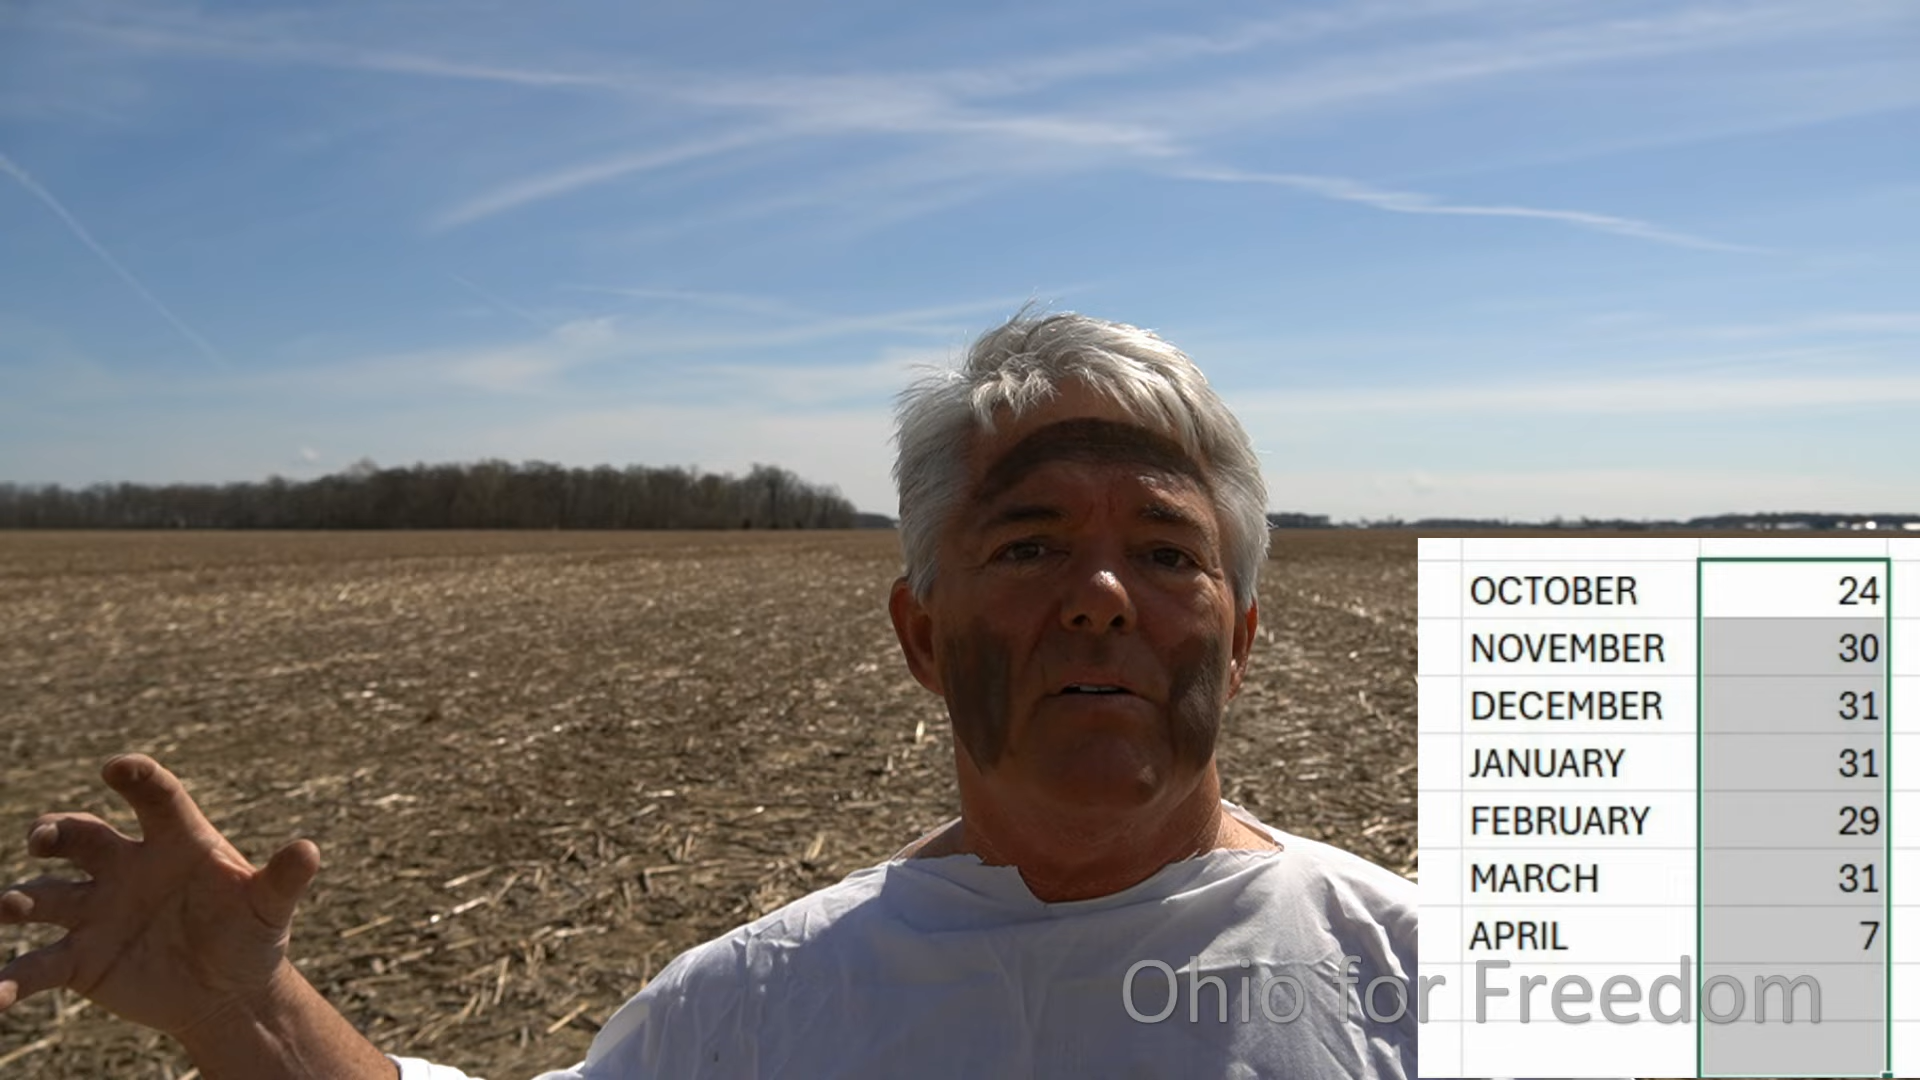 OCTOBER 24
NOVEMBER 30
DECEMBER 31
JANUARY 31
FEBRUARY 29
MARCH 31
APRIL 7
Ohio for Freedom